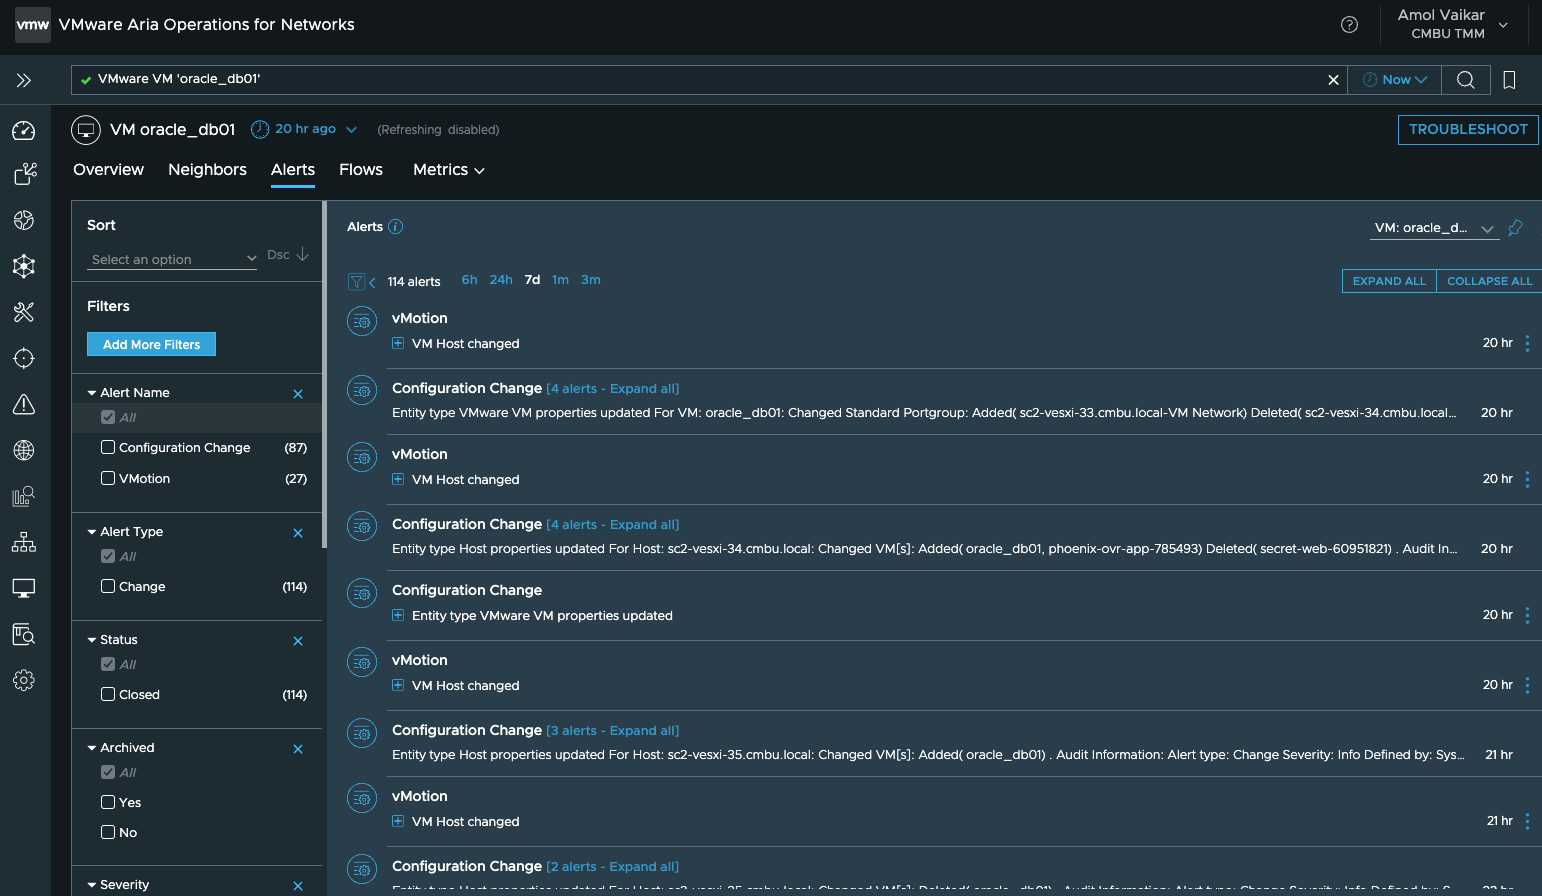 vmw VMware Aria Operations for Networks
Amol Vaikar
CMBU TMM
VMware VM 'oracle_db01'
Now
VM oracle_db01 20 hr ago (Refreshing disabled)
TROUBLESHOOT
Overview Neighbors Alerts Flows Metrics
Sort
Select an option Dsc
Filters
Add More Filters
Alert Name
All
Configuration Change (87)
VMotion (27)
Alert Type
All
Change (114)
Status
All
Closed (114)
Archived
All
Yes
No
Severity
Alerts
VM: oracle_d...
114 alerts 6h 24h 7d 1m 3m
EXPAND ALL COLLAPSE ALL
vMotion
VM Host changed 20 hr
Configuration Change [4 alerts - Expand all]
Entity type VMware VM properties updated For VM: oracle_db01: Changed Standard Portgroup: Added( sc2-vesxi-33.cmbu.local-VM Network) Deleted( sc2-vesxi-34.cmbu.local... 20 hr
vMotion
VM Host changed 20 hr
Configuration Change [4 alerts - Expand all]
Entity type Host properties updated For Host: sc2-vesxi-34.cmbu.local: Changed VM[s]: Added( oracle_db01, phoenix-ovr-app-785493) Deleted( secret-web-60951821) . Audit In... 20 hr
Configuration Change
Entity type VMware VM properties updated 20 hr
vMotion
VM Host changed 20 hr
Configuration Change [3 alerts - Expand all]
Entity type Host properties updated For Host: sc2-vesxi-35.cmbu.local: Changed VM[s]: Added( oracle_db01) . Audit Information: Alert type: Change Severity: Info Defined by: Sys... 21 hr
vMotion
VM Host changed 21 hr
Configuration Change [2 alerts - Expand all]